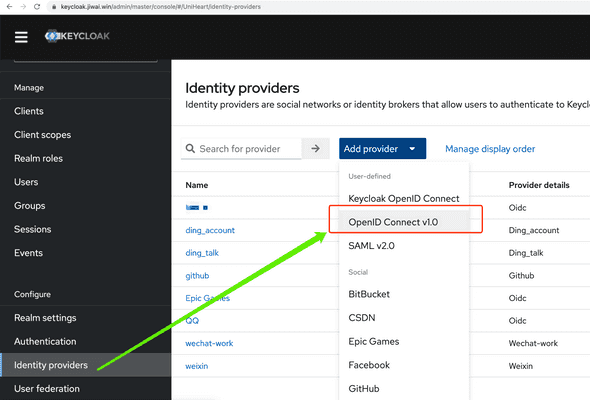 keycloak.jiwai.win/admin/master/console/#/UniHeart/identity-providers
KEYCLOAK
Manage
Clients
Client scopes
Realm roles
Users
Groups
Sessions
Events
Configure
Realm settings
Authentication
Identity providers
User federation
Identity providers
Identity providers are social networks or identity brokers that allow users to authenticate to Keyc
Search for provider
Add provider
Manage display order
Name
Provider details
Oidc
ding_account
Ding_account
ding_talk
Ding_talk
github
Github
Epic Games
Oidc
QQ
Oidc
wechat-work
Wechat-work
weixin
Weixin
User-defined
Keycloak OpenID Connect
OpenID Connect v1.0
SAML v2.0
Social
BitBucket
CSDN
Epic Games
Facebook
GitHub